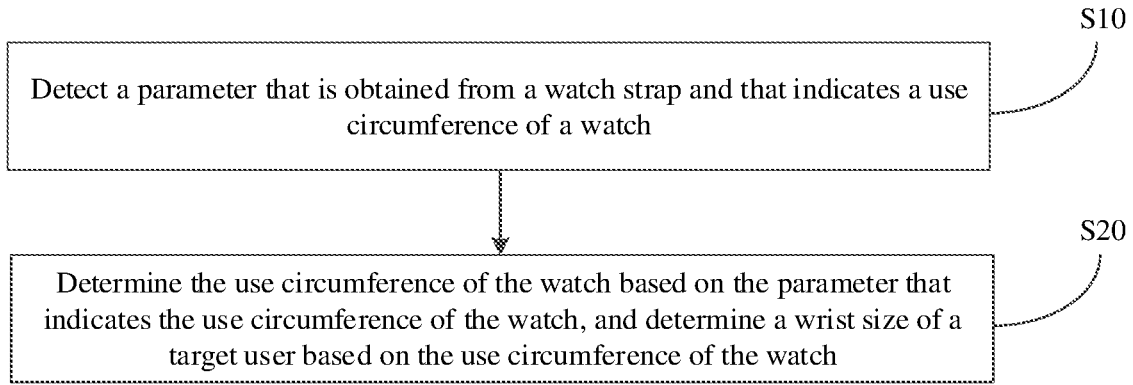 S10
Detect a parameter that is obtained from a watch strap and that indicates a use
circumference of a watch
S20
Determine the use circumference of the watch based on the parameter that
indicates the use circumference of the watch, and determine a wrist size of a
target user based on the use circumference of the watch